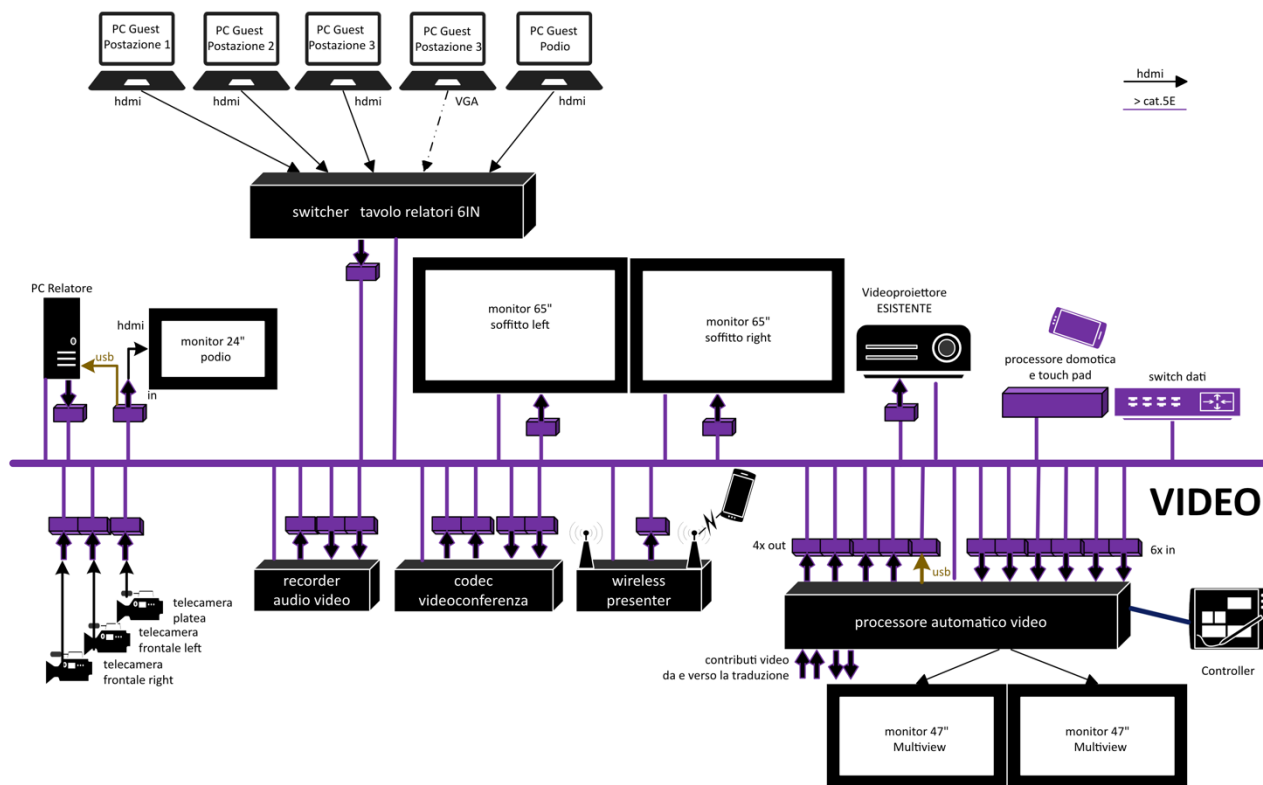 PC Guest
Postazione 1
PC Guest
Postazione 2
PC Guest
Postazione 3
PC Guest
Postazione 3
PC Guest
Podio
hdmi
hdmi
hdmi
VGA
hdmi
hdmi
> cat.5E
switcher tavolo relatori 6IN
PC Relatore
hdmi
monitor 24"
podio
usb
in
monitor 65"
soffitto left
monitor 65"
soffitto right
Videoproiettore
ESISTENTE
processore domotica
e touch pad
switch dati
VIDEO
telecamera
platea
telecamera
frontale left
telecamera
frontale right
recorder
audio video
codec
videoconferenza
wireless
presenter
4x out
usb
6x in
processore automatico video
contributi video
da e verso la traduzione
Controller
monitor 47"
Multiview
monitor 47"
Multiview